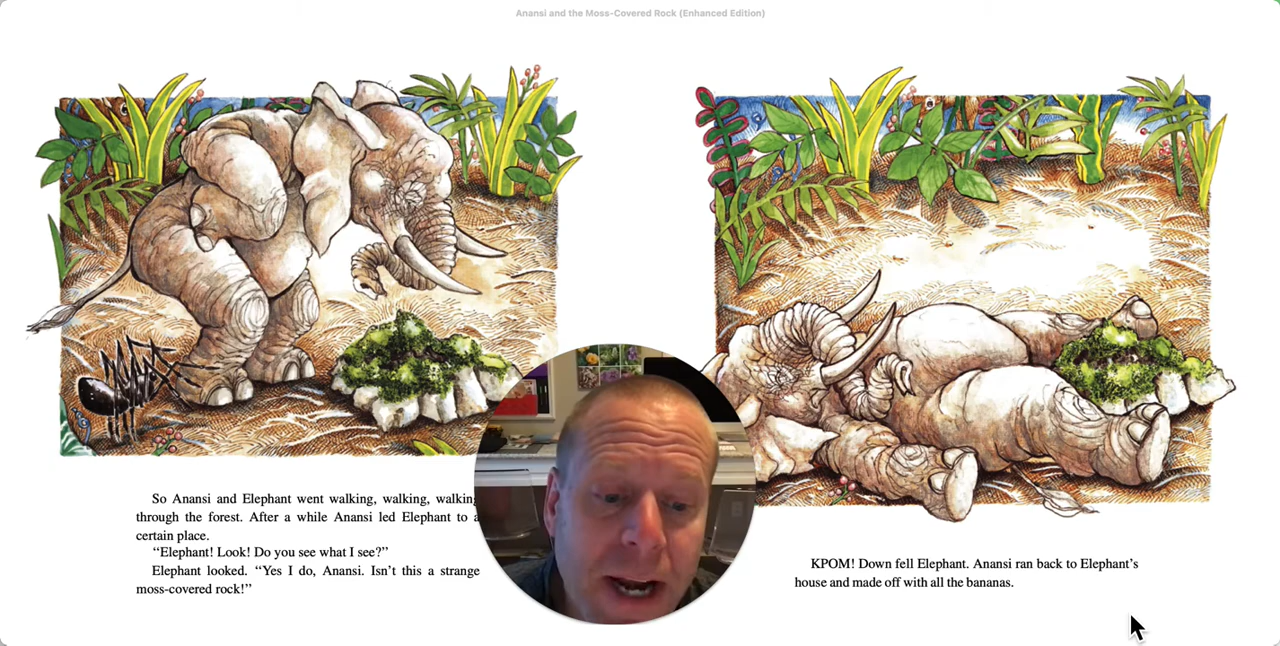 Anansi and the Moss-Covered Rock (Enhanced Edition)
So Anansi and Elephant went walking, walking, walking
through the forest. After a while Anansi led Elephant to a
certain place.
“Elephant! Look! Do you see what I see?”
Elephant looked. “Yes I do, Anansi. Isn’t this a strange
moss-covered rock!”
KPOM! Down fell Elephant. Anansi ran back to Elephant’s
house and made off with all the bananas.